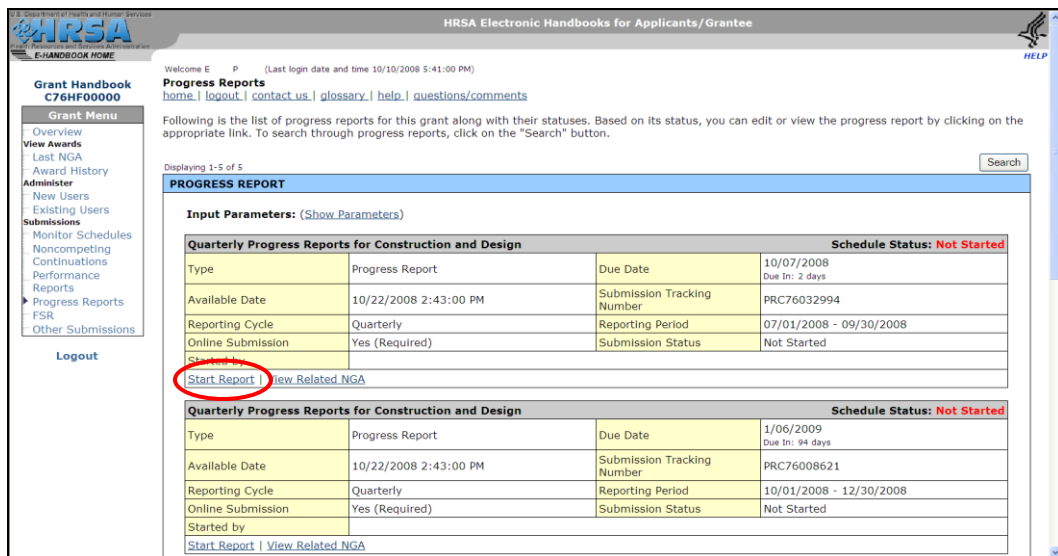 U.S. Department of Health and Human Services
HRSA
Health Resources and Services Administration
E-HANDBOOK HOME
HRSA Electronic Handbooks for Applicants/Grantee
HELP
Grant Handbook
C76HF00000
Grant Menu
Overview
View Awards
Last NGA
Award History
Administer
New Users
Existing Users
Submissions
Monitor Schedules
Noncompeting
Continuations
Performance
Reports
Progress Reports
FSR
Other Submissions
Logout
Welcome E P (Last login date and time 10/10/2008 5:41:00 PM)
Progress Reports
home | logout | contact us | glossary | help | questions/comments
Following is the list of progress reports for this grant along with their statuses. Based on its status, you can edit or view the progress report by clicking on the
appropriate link. To search through progress reports, click on the "Search" button.
Displaying 1-5 of 5
Search
PROGRESS REPORT
Input Parameters: (Show Parameters)
Quarterly Progress Reports for Construction and Design Schedule Status: Not Started
Type Progress Report Due Date 10/07/2008
Due In: 2 days
Available Date 10/22/2008 2:43:00 PM Submission Tracking Number PRC76032994
Reporting Cycle Quarterly Reporting Period 07/01/2008 - 09/30/2008
Online Submission Yes (Required) Submission Status Not Started
Started by
Start Report | View Related NGA
Quarterly Progress Reports for Construction and Design Schedule Status: Not Started
Type Progress Report Due Date 1/06/2009
Due In: 94 days
Available Date 10/22/2008 2:43:00 PM Submission Tracking Number PRC76008621
Reporting Cycle Quarterly Reporting Period 10/01/2008 - 12/30/2008
Online Submission Yes (Required) Submission Status Not Started
Started by
Start Report | View Related NGA